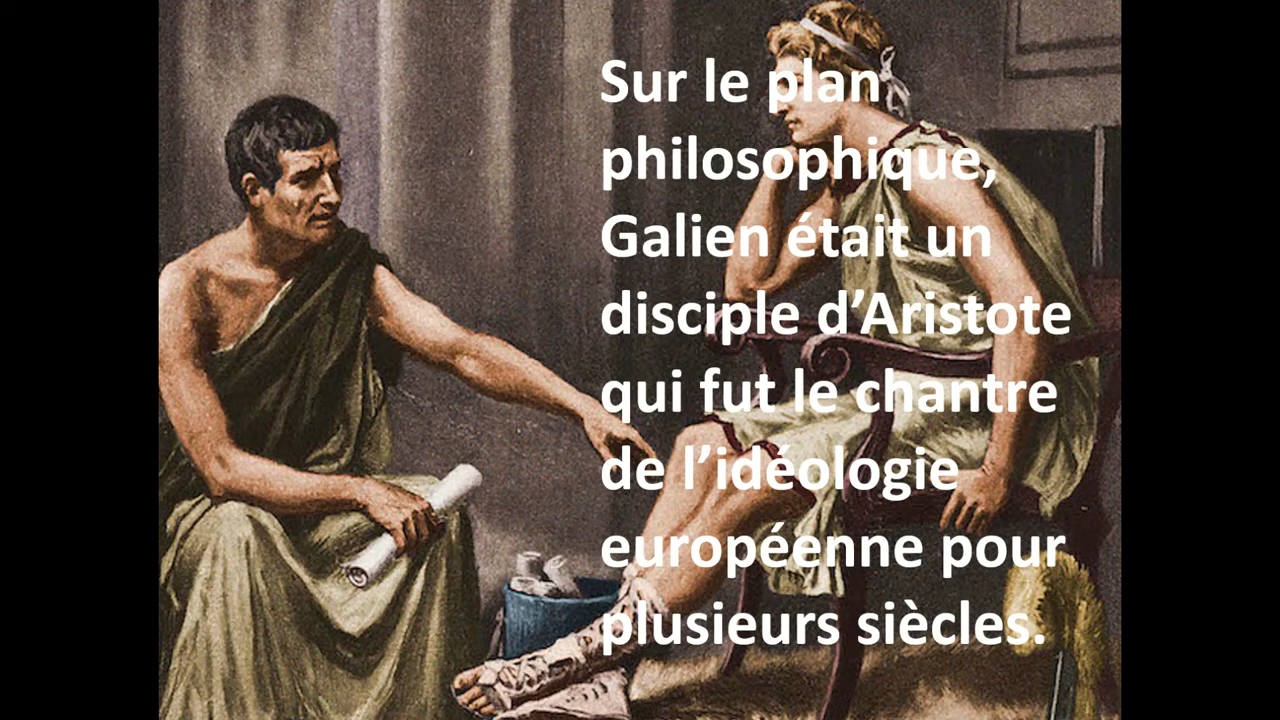 Sur le plan
philosophique,
Galien était un
disciple d’Aristote
qui fut le chantre
de l’idéologie
européenne pour
plusieurs siècles.